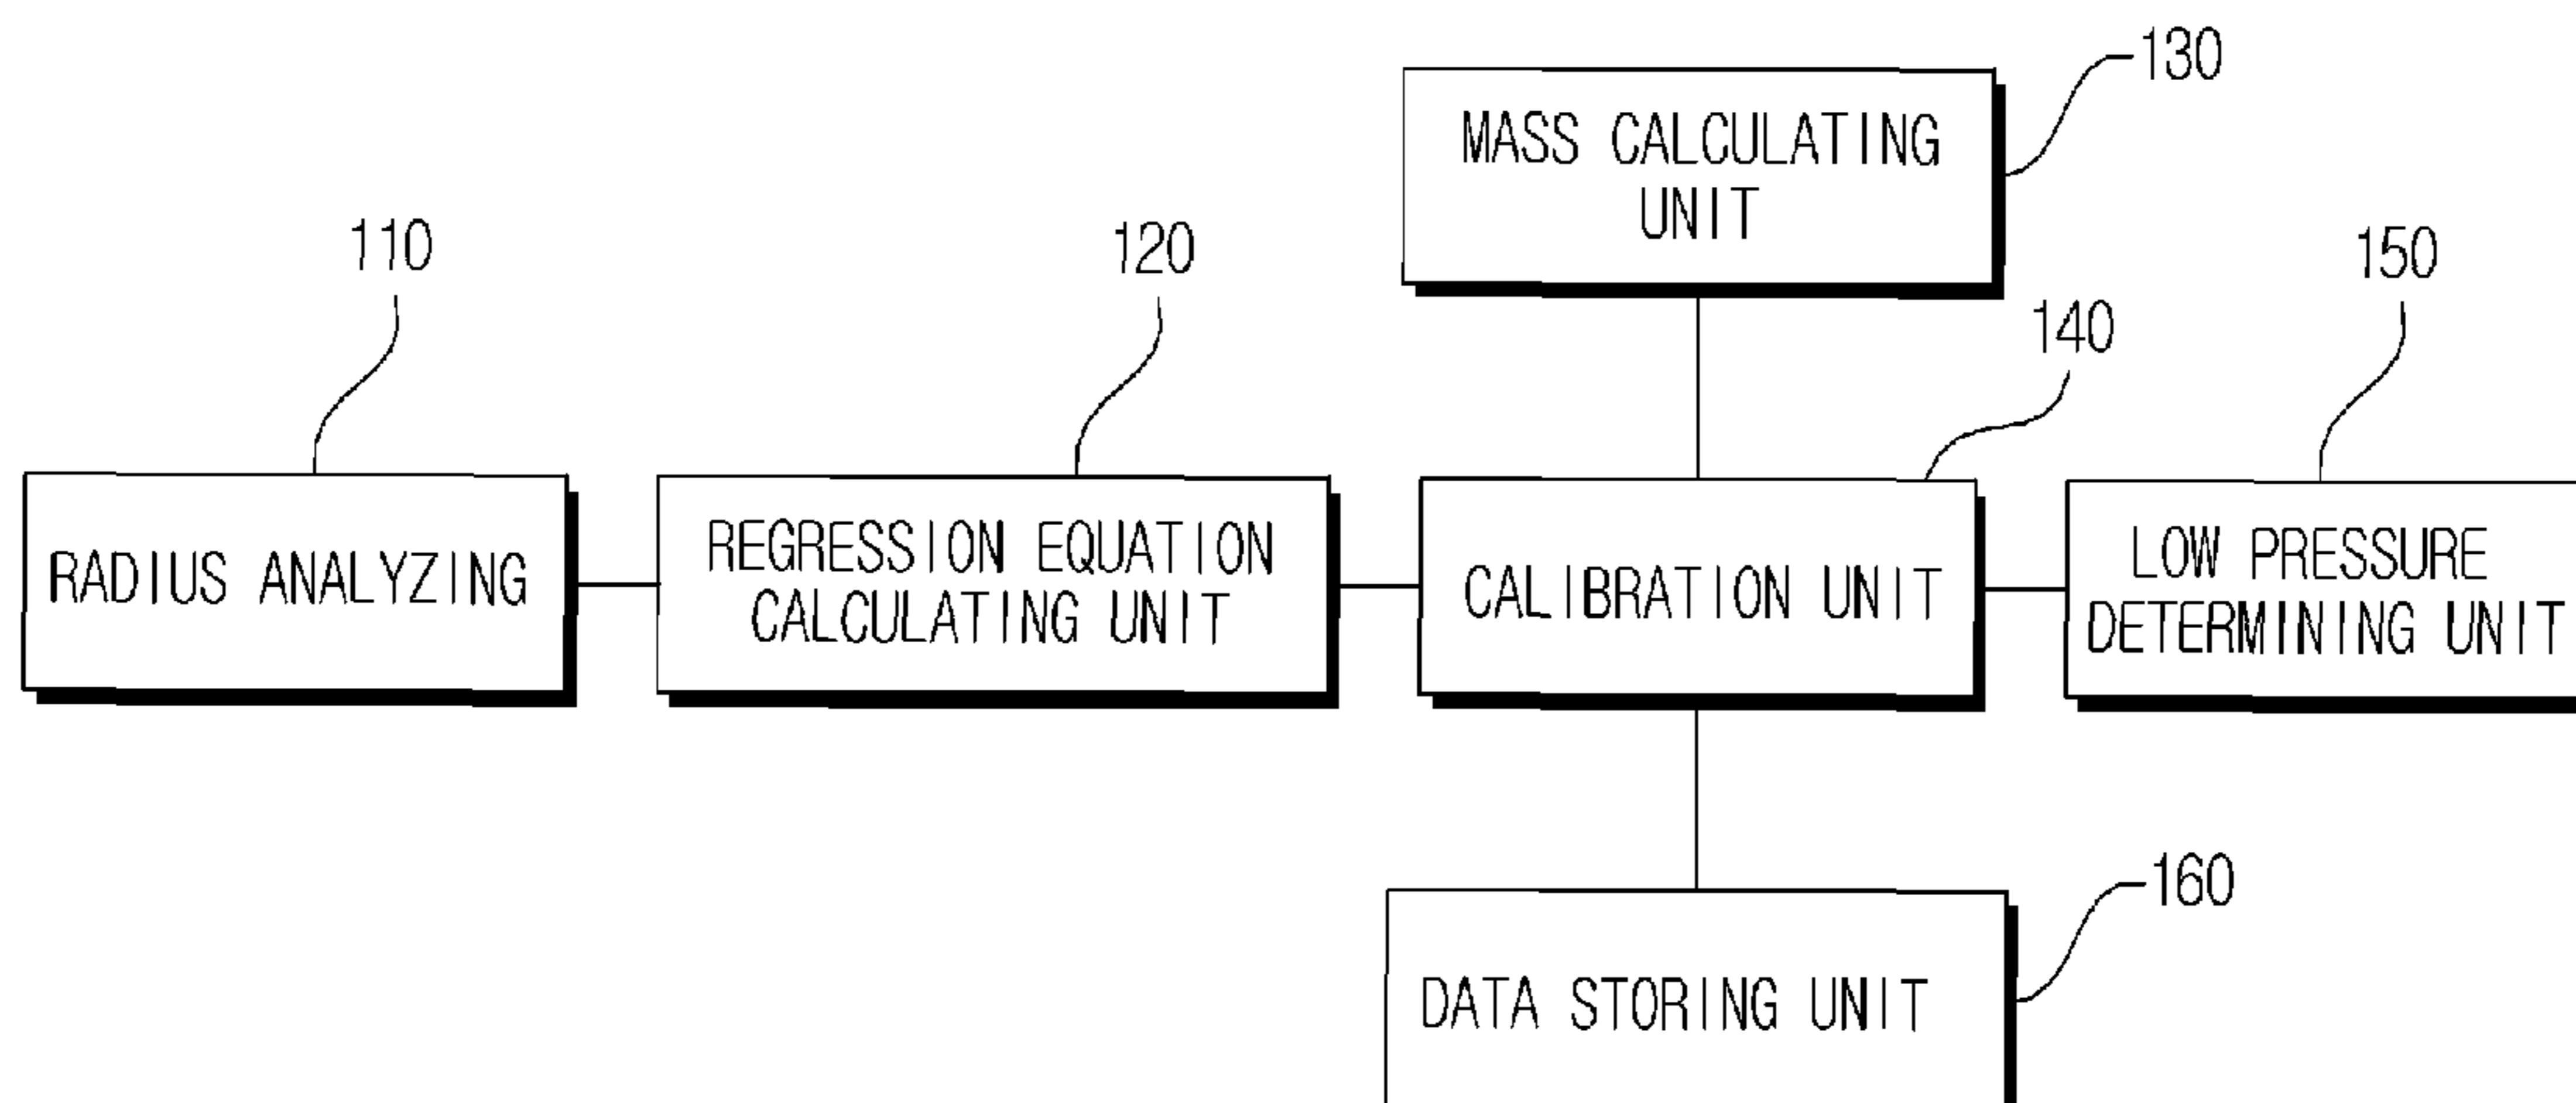 130
MASS CALCULATING
UNIT
110
120
150
140
RADIUS ANALYZING
REGRESSION EQUATION
CALCULATING UNIT
CALIBRATION UNIT
LOW PRESSURE
DETERMINING UNIT
160
DATA STORING UNIT